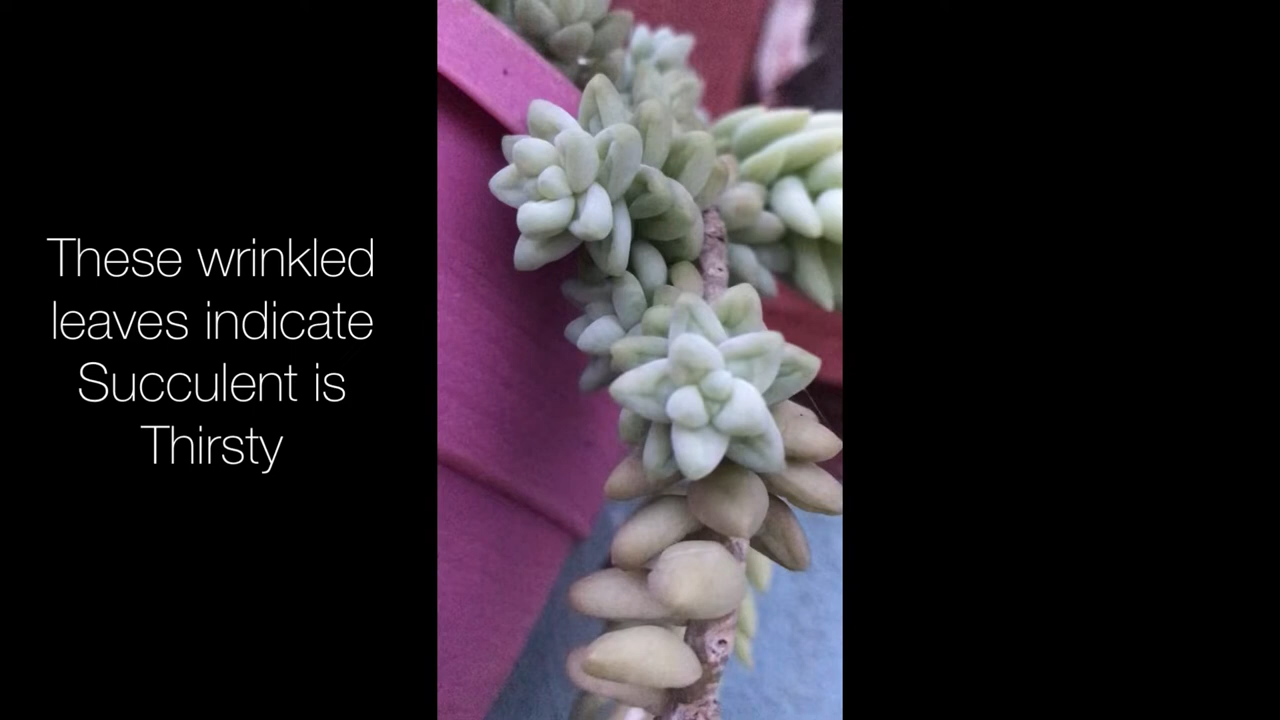 These wrinkled
leaves indicate
Succulent is
Thirsty